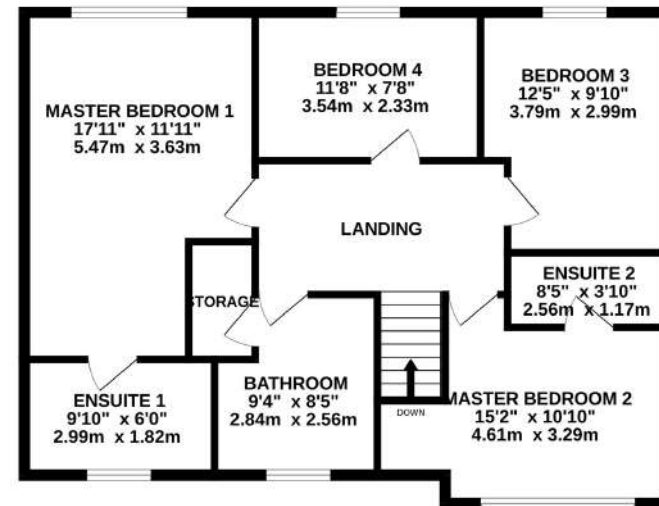 MASTER BEDROOM 1
17'11" x 11'11"
5.47m x 3.63m
BEDROOM 4
11'8" x 7'8"
3.54m x 2.33m
BEDROOM 3
12'5" x 9'10"
3.79m x 2.99m
LANDING
STORAGE
ENSUITE 2
8'5" x 3'10"
2.56m x 1.17m
ENSUITE 1
9'10" x 6'0"
2.99m x 1.82m
BATHROOM
9'4" x 8'5"
2.84m x 2.56m
DOWN
MASTER BEDROOM 2
15'2" x 10'10"
4.61m x 3.29m